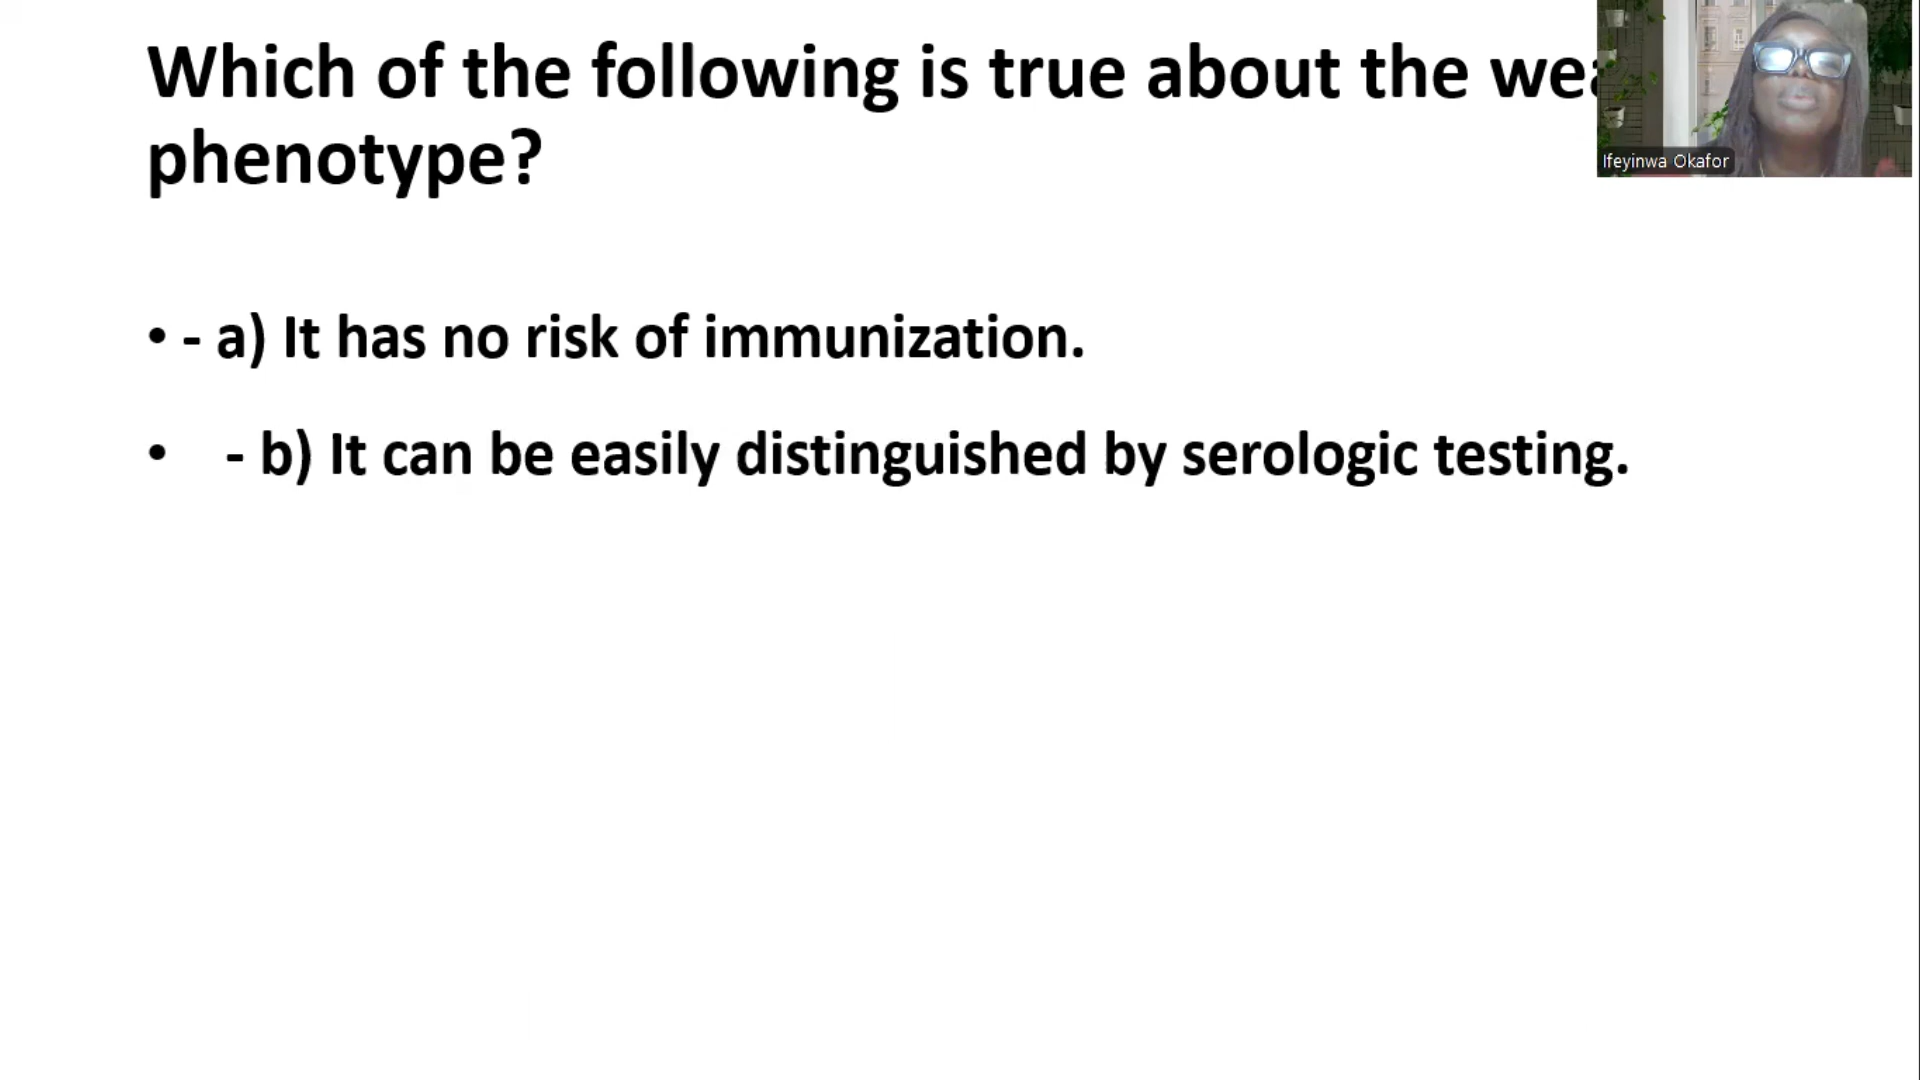 Which of the following is true about the
phenotype?
• - a) It has no risk of immunization.
• - b) It can be easily distinguished by serologic testing.
Ifeyinwa Okafor